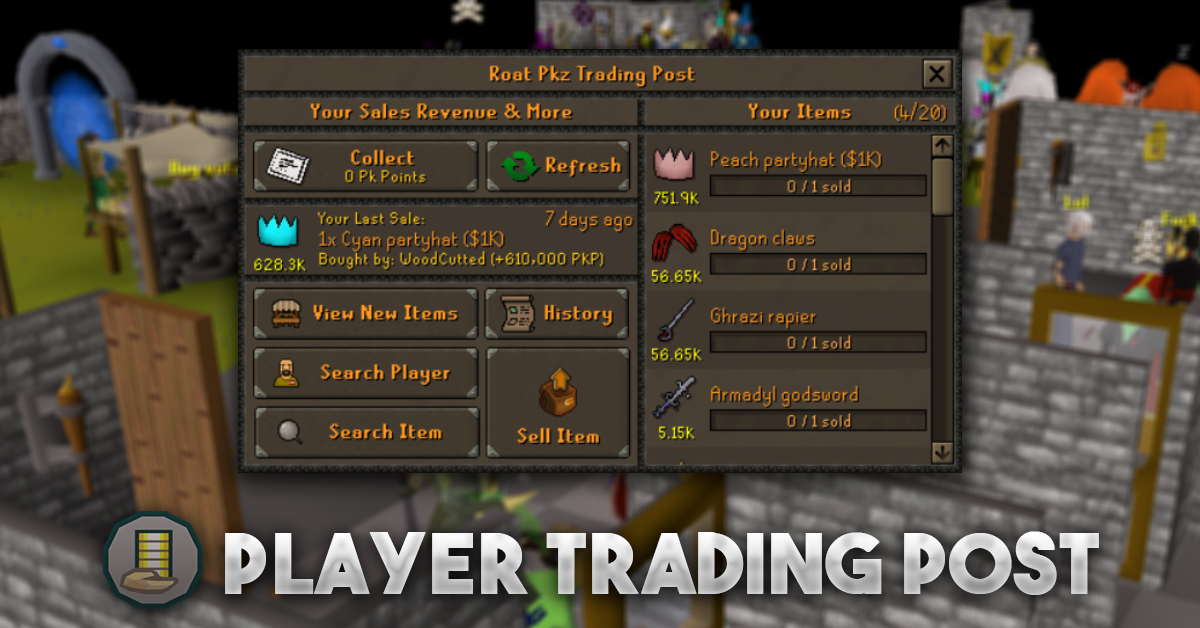 Roat Pkz Trading Post
Your Sales Revenue & More
Your Items (4/20)
Collect
0 Pk Points
Refresh
Your Last Sale: 7 days ago
1x Cyan partyhat ($1K)
628.3K
Bought by: WoodCutted (+610,000 PKP)
View New Items
History
Search Player
Search Item
Sell Item
Peach partyhat ($1K)
0 / 1 sold
751.9K
Dragon claws
0 / 1 sold
56.65K
Ghrazi rapier
0 / 1 sold
56.65K
Armadyl godsword
0 / 1 sold
5.15K
PLAYER TRADING POST